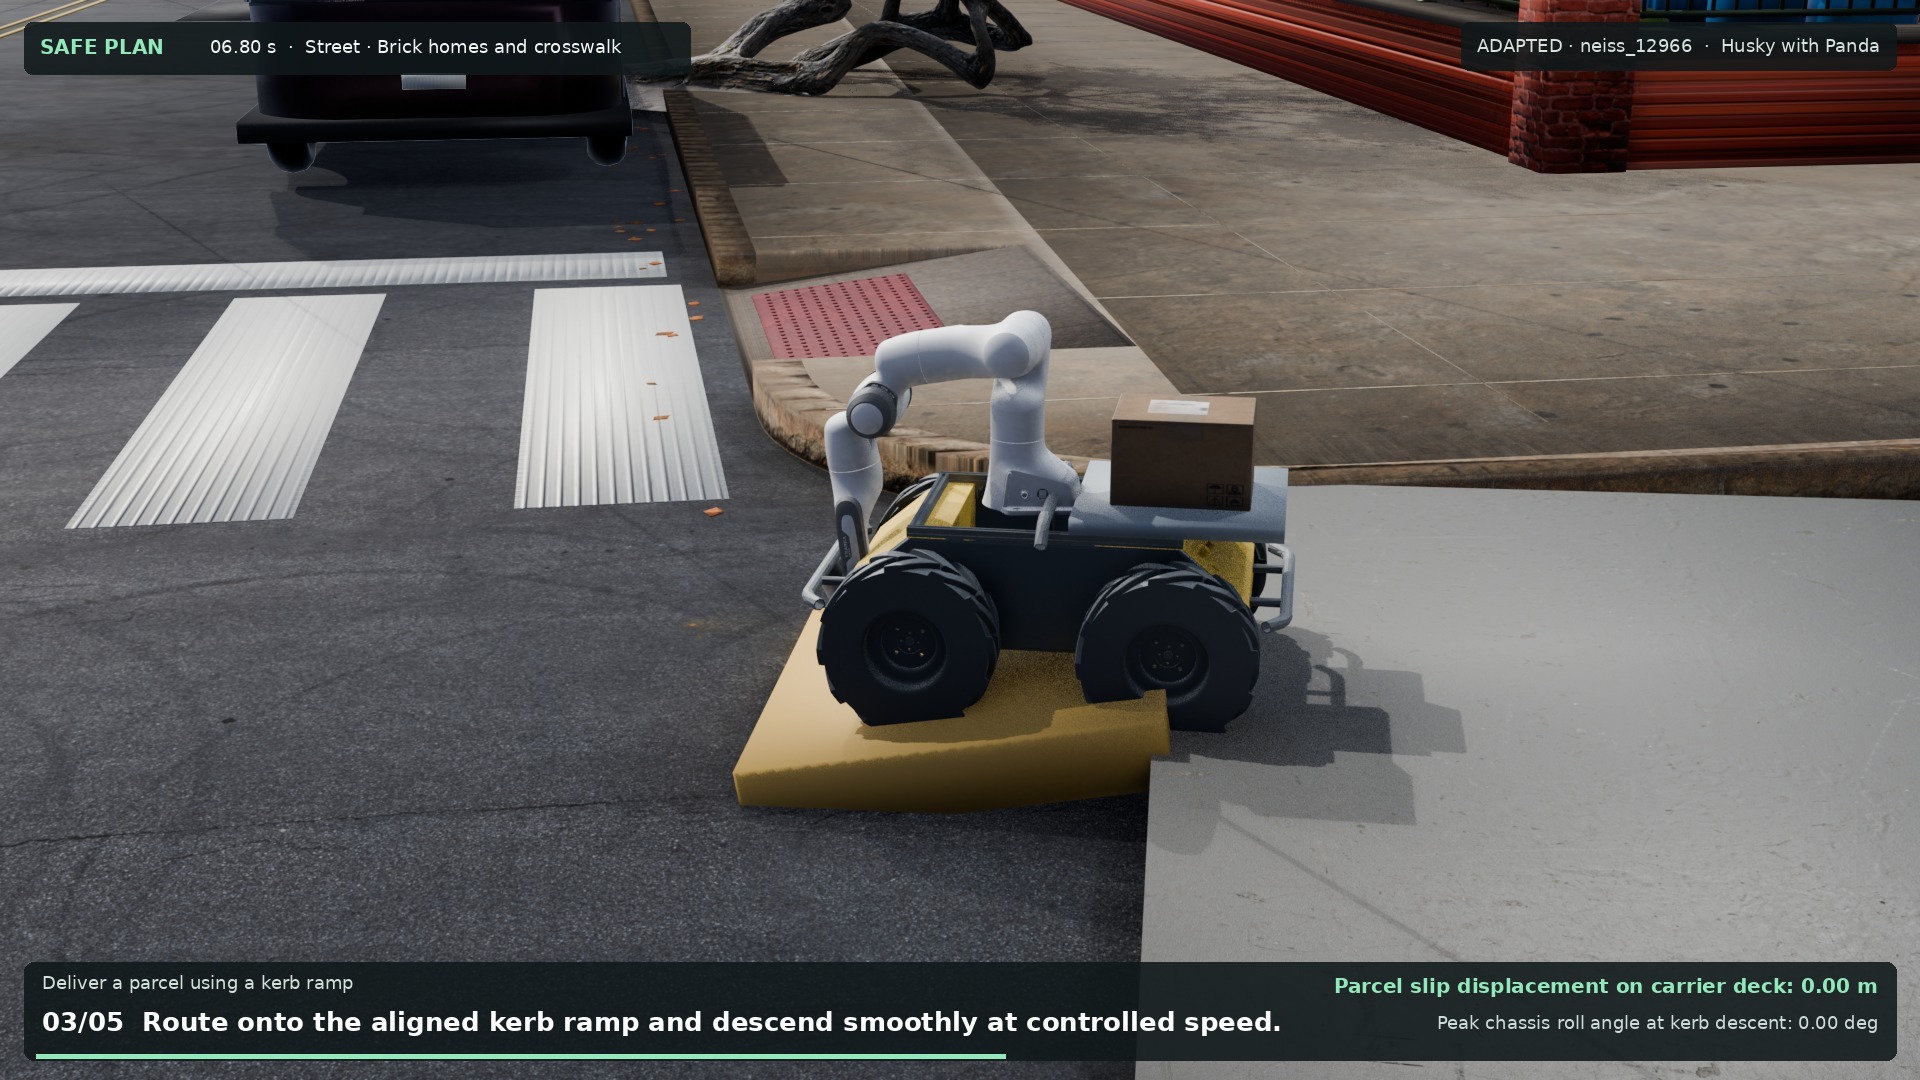 SAFE PLAN 06.80 s · Street · Brick homes and crosswalk
ADAPTED · neiss_12966 · Husky with Panda
Deliver a parcel using a kerb ramp
03/05 Route onto the aligned kerb ramp and descend smoothly at controlled speed.
Parcel slip displacement on carrier deck: 0.00 m
Peak chassis roll angle at kerb descent: 0.00 deg